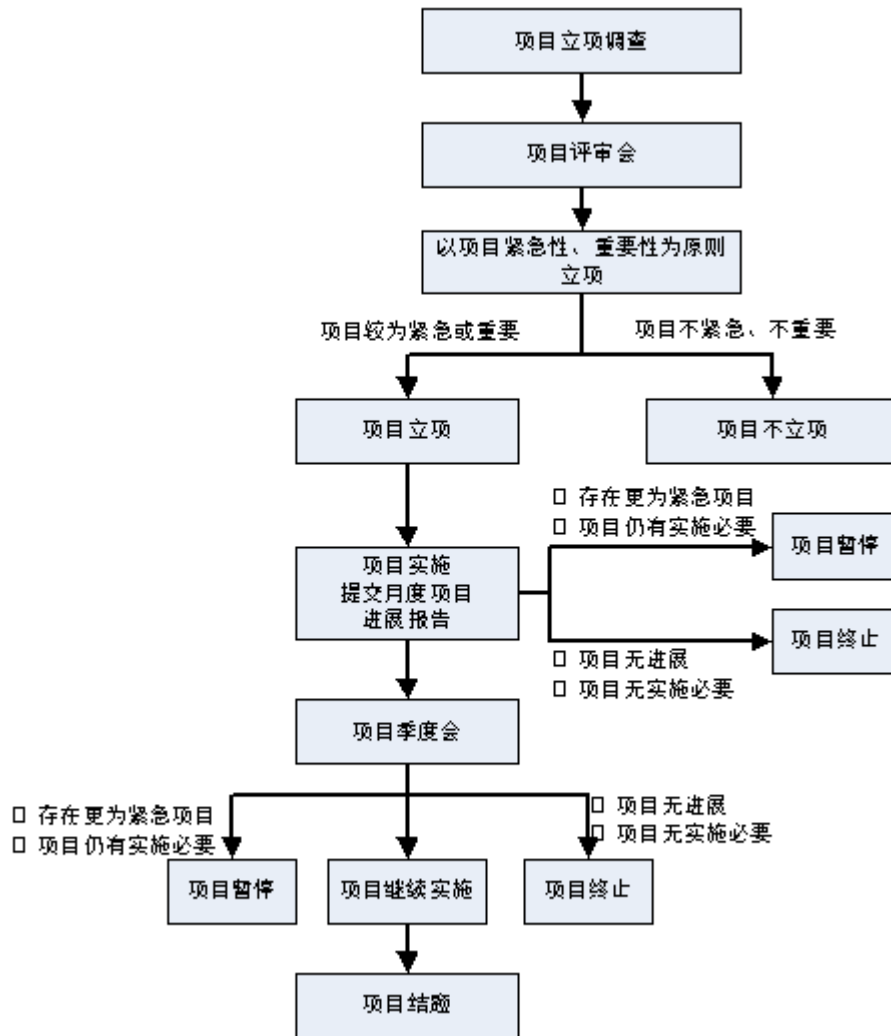 项目立项调查
项目评审会
以项目紧急性、重要性为原则
立项
项目较为紧急或重要
项目不紧急、不重要
项目立项
项目不立项
□ 存在更为紧急项目
□ 项目仍有实施必要
项目暂停
项目实施
提交月度项目
进展报告
项目终止
□ 项目无进展
□ 项目无实施必要
项目季度会
□ 存在更为紧急项目
□ 项目仍有实施必要
□ 项目无进展
□ 项目无实施必要
项目暂停
项目继续实施
项目终止
项目结题